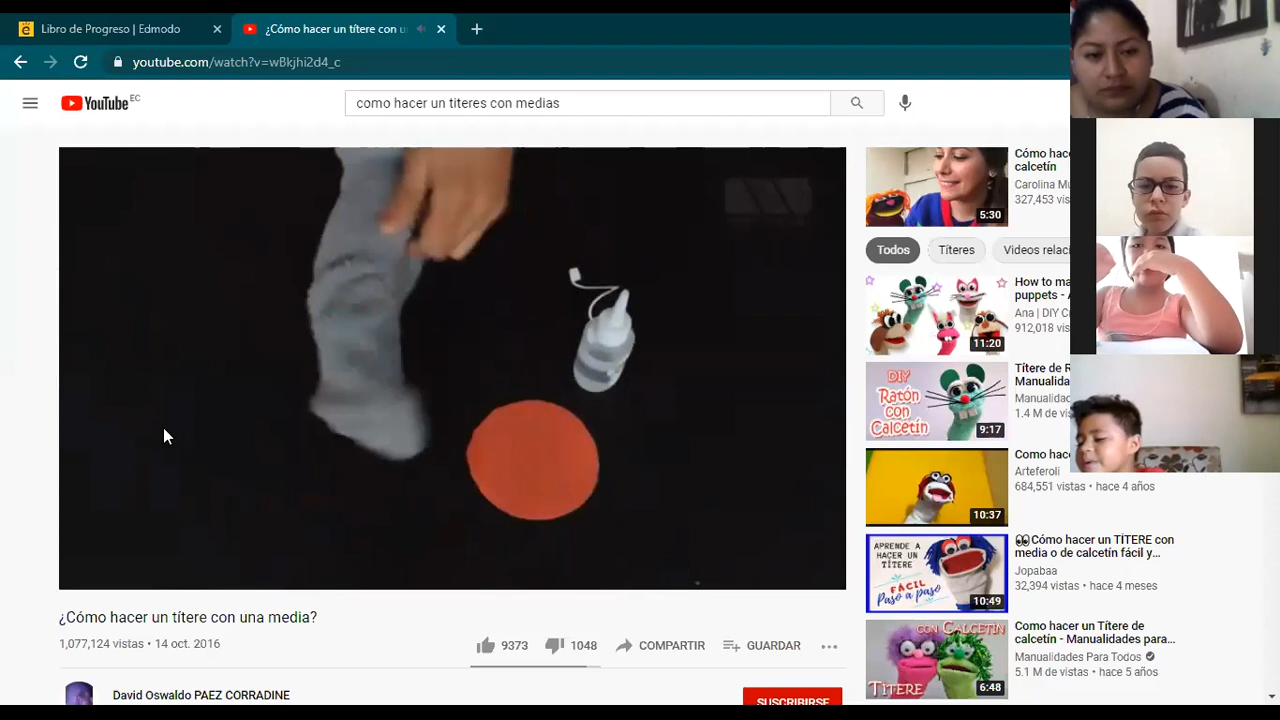 Libro de Progreso | Edmodo
¿Cómo hacer un títere con u
youtube.com/watch?v=wBkjhi2d4_c
YouTube EC
como hacer un titeres con medias
¿Cómo hacer un títere con una media?
1,077,124 vistas • 14 oct. 2016
9373
1048
COMPARTIR
GUARDAR
David Oswaldo PAEZ CORRADINE
SUSCRIBIRSE
5:30
Cómo hac
calcetín
Carolina Mu
327,453 vis
Todos
Títeres
Videos relaci
11:20
How to ma
puppets -
Ana | DIY C
912,018 vis
DIY
Ratón
con
Calcetín
9:17
Títere de R
Manualidad
Manualidades
1.4 M de vis
10:37
Como hac
Arteferoli
684,551 vistas • hace 4 años
APRENDE A
HACER UN
TÍTERE
FÁCIL
Paso a paso
10:49
👀Cómo hacer un TÍTERE con
media o de calcetín fácil y...
Jopabaa
32,394 vistas • hace 4 meses
CON CALCETIN
TÍTERE
6:48
Como hacer un Títere de
calcetín - Manualidades para...
Manualidades Para Todos
5.1 M de vistas • hace 5 años